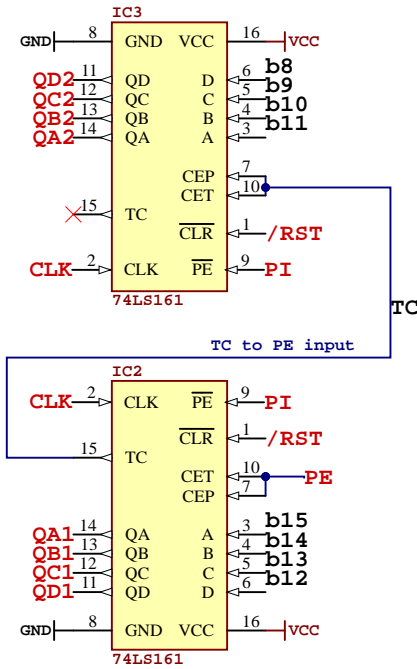 IC3
GND 8 GND VCC 16 VCC
QD2 11 QD D 6 b8
QC2 12 QC C 5 b9
QB2 13 QB B 4 b10
QA2 14 QA A 3 b11
CEP 7
CET 10
15 TC
CLR 1 /RST
CLK 2 CLK PE 9 PI
74LS161
TC
TC to PE input
IC2
CLK 2 CLK PE 9 PI
CLR 1 /RST
15 TC
CET 10 PE
CEP 7
QA1 14 QA A 3 b15
QB1 13 QB B 4 b14
QC1 12 QC C 5 b13
QD1 11 QD D 6 b12
GND 8 GND VCC 16 VCC
74LS161